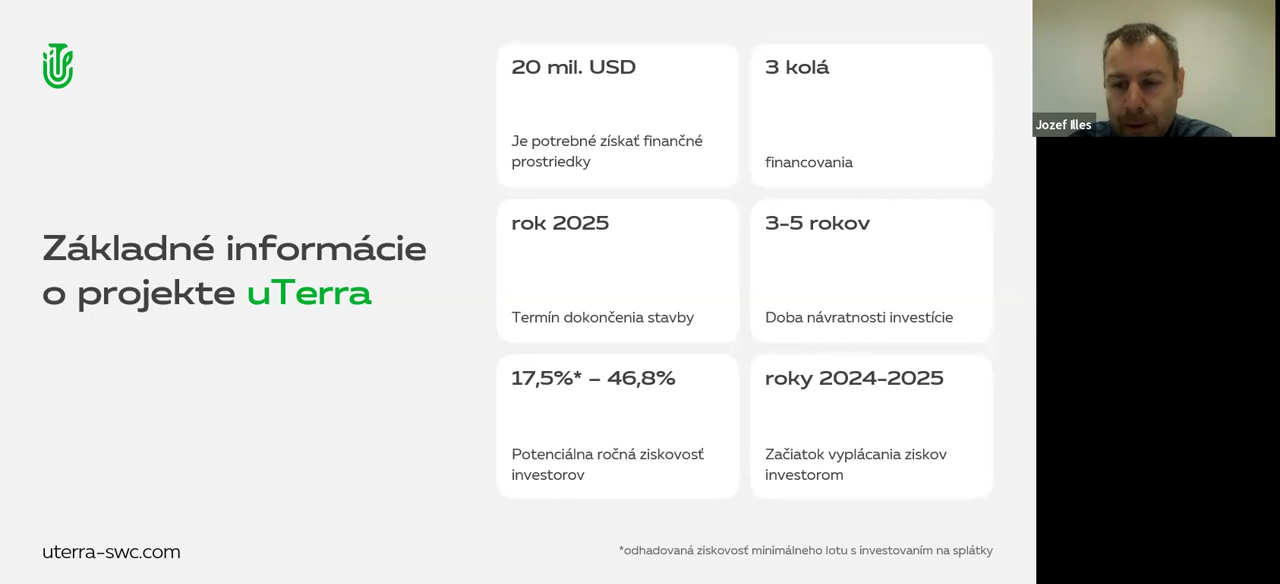 Základné informácie
o projekte uTerra
20 mil. USD
Je potrebné získať finančné
prostriedky
3 kolá
financovania
rok 2025
Termín dokončenia stavby
3-5 rokov
Doba návratnosti investície
17,5%* – 46,8%
Potenciálna ročná ziskovosť
investorov
roky 2024-2025
Začiatok vyplácania ziskov
investorom
uterra-swc.com
*odhadovaná ziskovosť minimálneho lotu s investovaním na splátky
Jozef Illes